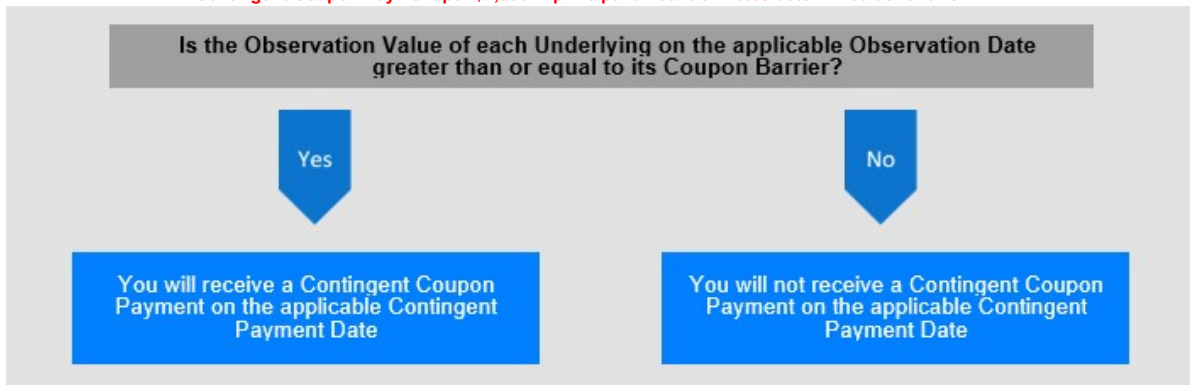 Is the Observation Value of each Underlying on the applicable Observation Date
greater than or equal to its Coupon Barrier?
Yes
No
You will receive a Contingent Coupon
Payment on the applicable Contingent
Payment Date
You will not receive a Contingent Coupon
Payment on the applicable Contingent
Payment Date